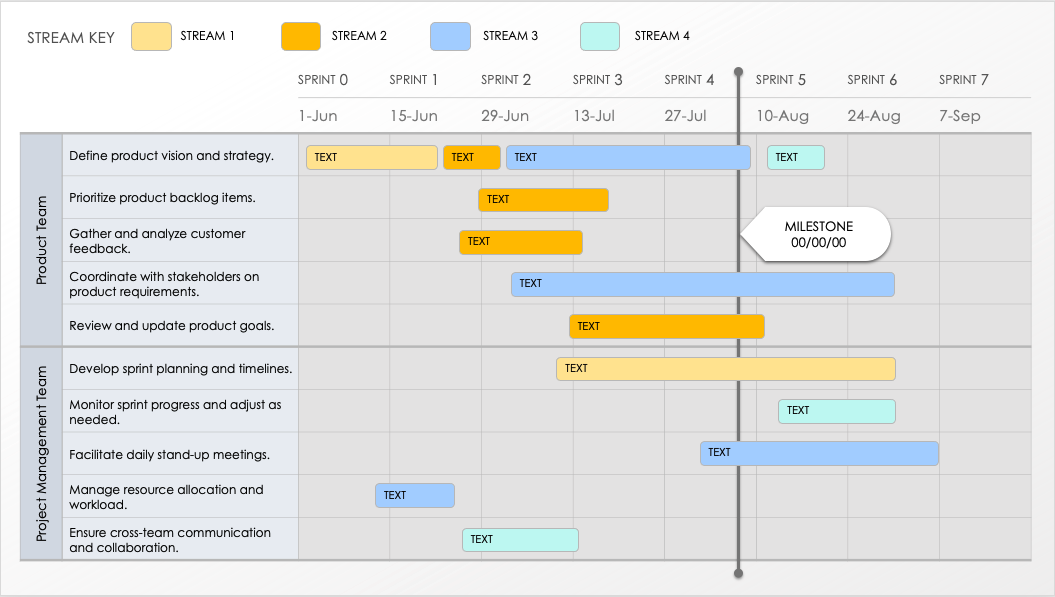 STREAM KEY
STREAM 1
STREAM 2
STREAM 3
STREAM 4
SPRINT 0
SPRINT 1
SPRINT 2
SPRINT 3
SPRINT 4
SPRINT 5
SPRINT 6
SPRINT 7
1-Jun
15-Jun
29-Jun
13-Jul
27-Jul
10-Aug
24-Aug
7-Sep
Product Team
Define product vision and strategy.
TEXT
TEXT
TEXT
TEXT
Prioritize product backlog items.
TEXT
Gather and analyze customer
feedback.
TEXT
MILESTONE
00/00/00
Coordinate with stakeholders on
product requirements.
TEXT
Review and update product goals.
TEXT
Project Management Team
Develop sprint planning and timelines.
TEXT
Monitor sprint progress and adjust as
needed.
TEXT
Facilitate daily stand-up meetings.
TEXT
Manage resource allocation and
workload.
TEXT
Ensure cross-team communication
and collaboration.
TEXT